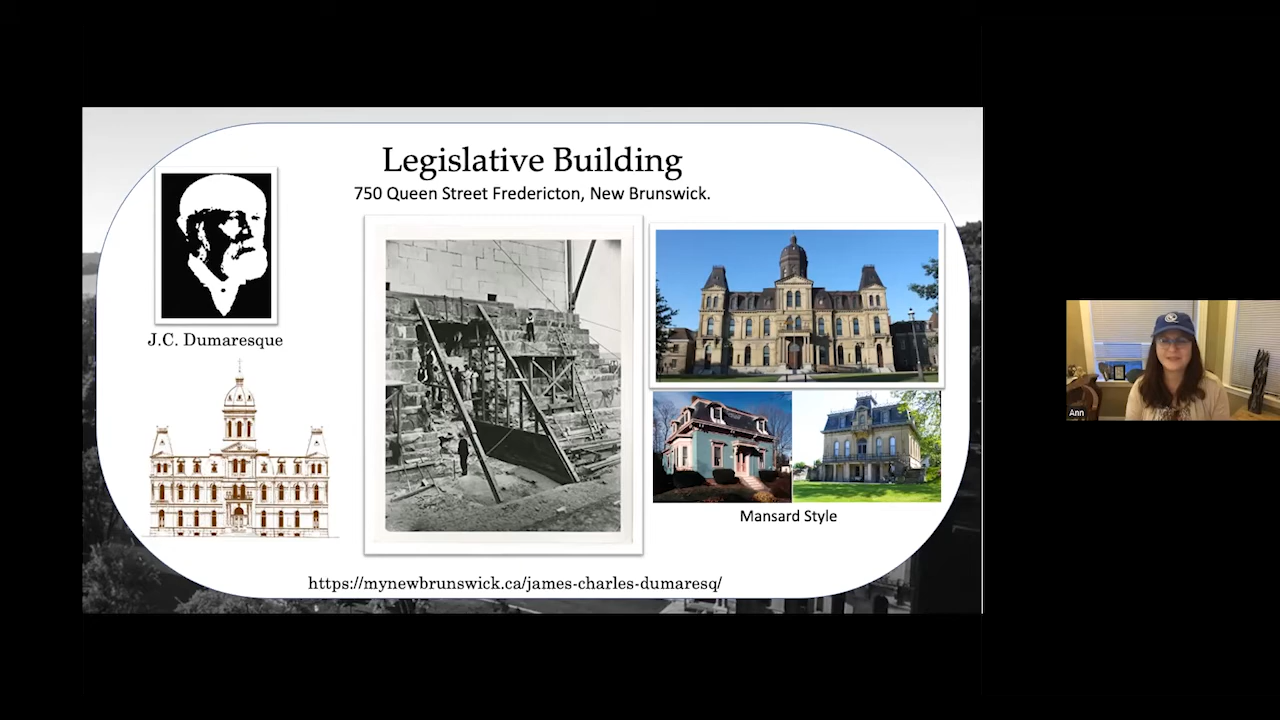 Legislative Building
750 Queen Street Fredericton, New Brunswick.
J.C. Dumaresque
Mansard Style
https://mynewbrunswick.ca/james-charles-dumaresq/
Ann